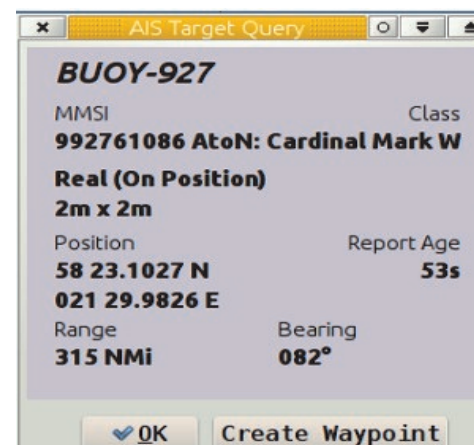 AIS Target Query
BUOY-927
MMSI Class
992761086 AtoN: Cardinal Mark W
Real (On Position)
2m x 2m
Position Report Age
58 23.1027 N 53s
021 29.9826 E
Range Bearing
315 NMi 082°
OK Create Waypoint